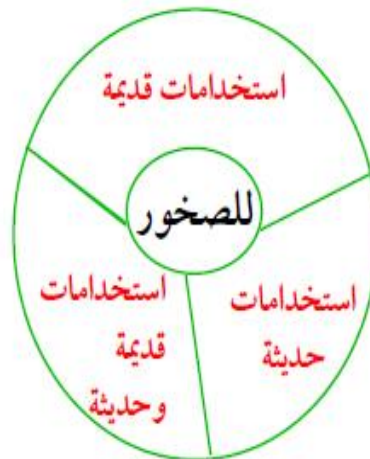 استخدامات قديمة
للصخور
استخدامات
حديثة
استخدامات
قديمة
وحديثة